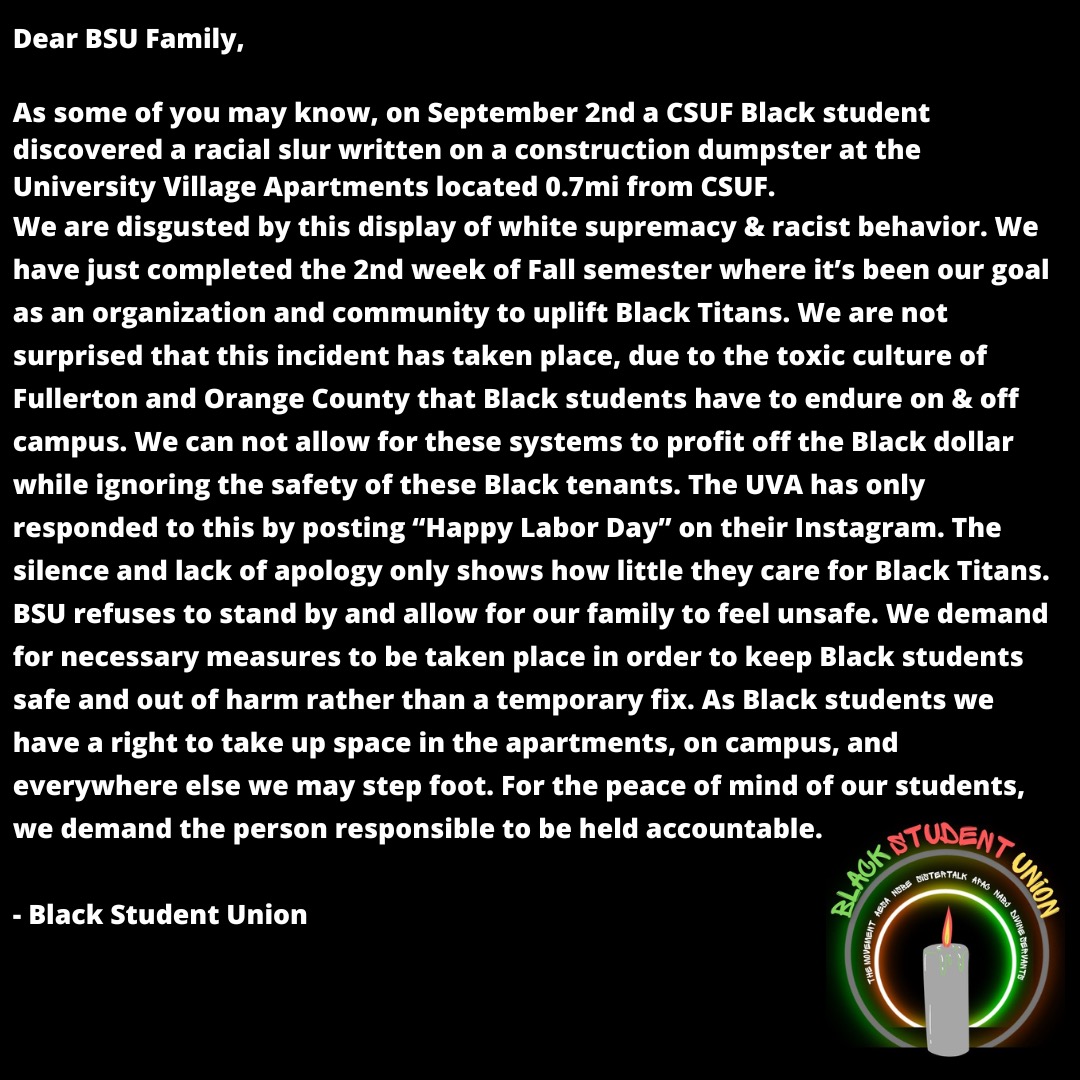 Dear BSU Family,
As some of you may know, on September 2nd a CSUF Black student
discovered a racial slur written on a construction dumpster at the
University Village Apartments located 0.7mi from CSUF.
We are disgusted by this display of white supremacy & racist behavior. We
have just completed the 2nd week of Fall semester where it’s been our goal
as an organization and community to uplift Black Titans. We are not
surprised that this incident has taken place, due to the toxic culture of
Fullerton and Orange County that Black students have to endure on & off
campus. We can not allow for these systems to profit off the Black dollar
while ignoring the safety of these Black tenants. The UVA has only
responded to this by posting “Happy Labor Day” on their Instagram. The
silence and lack of apology only shows how little they care for Black Titans.
BSU refuses to stand by and allow for our family to feel unsafe. We demand
for necessary measures to be taken place in order to keep Black students
safe and out of harm rather than a temporary fix. As Black students we
have a right to take up space in the apartments, on campus, and
everywhere else we may step foot. For the peace of mind of our students,
we demand the person responsible to be held accountable.
- Black Student Union
BLACK STUDENT UNION
THE MOVEMENT ABSA NSBE SISTERTALK APAC NABJ DIVINE SERVANTS